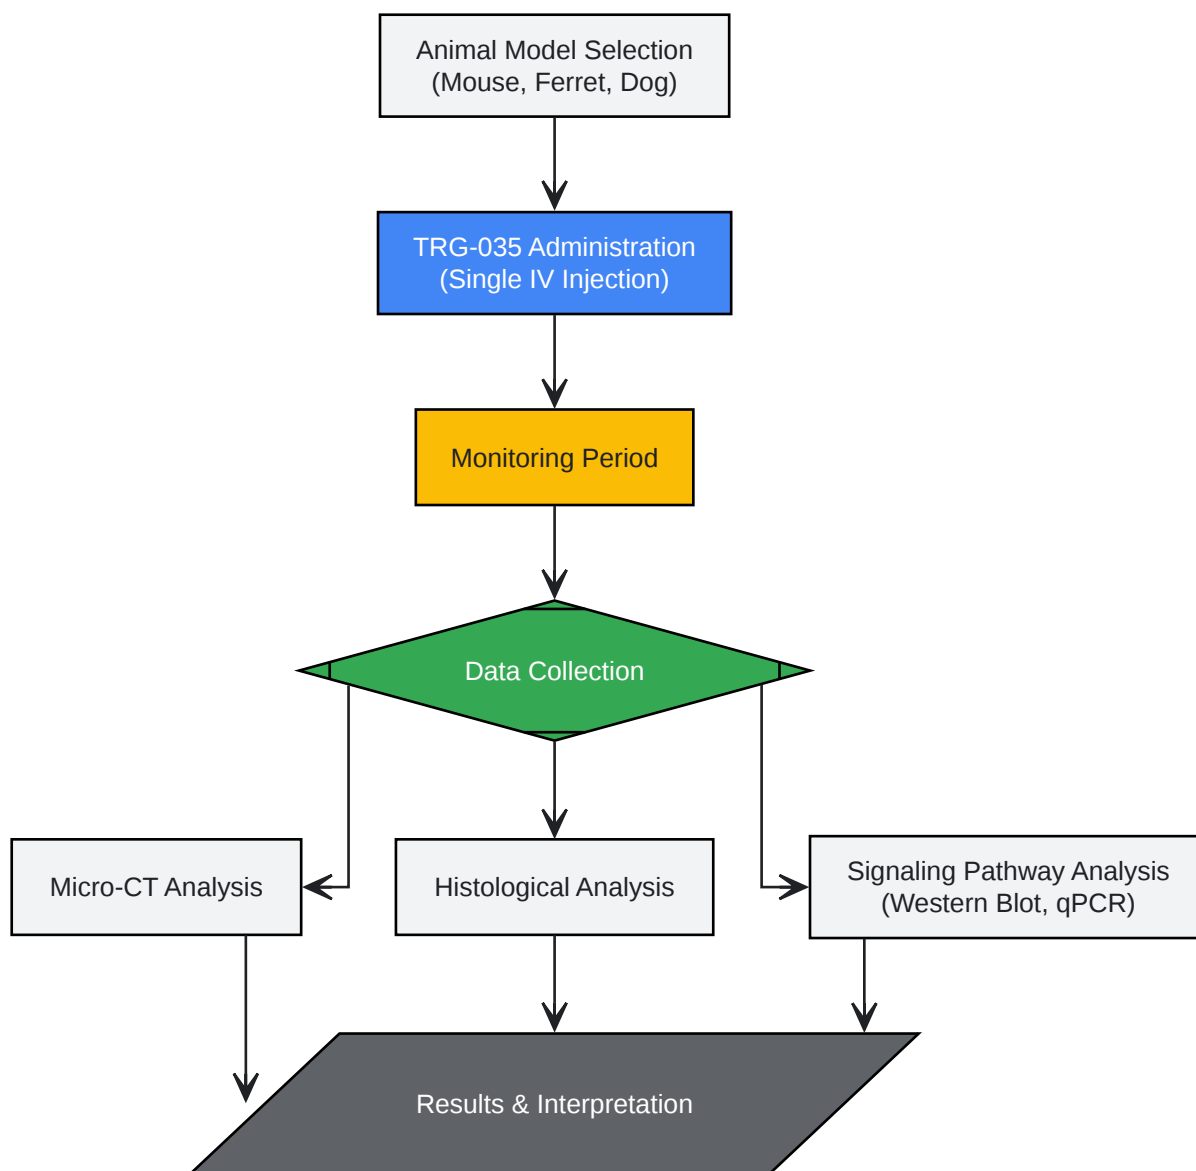 Animal Model Selection
(Mouse, Ferret, Dog)
TRG-035 Administration
(Single IV Injection)
Monitoring Period
Data Collection
Micro-CT Analysis
Histological Analysis
Signaling Pathway Analysis
(Western Blot, qPCR)
Results & Interpretation